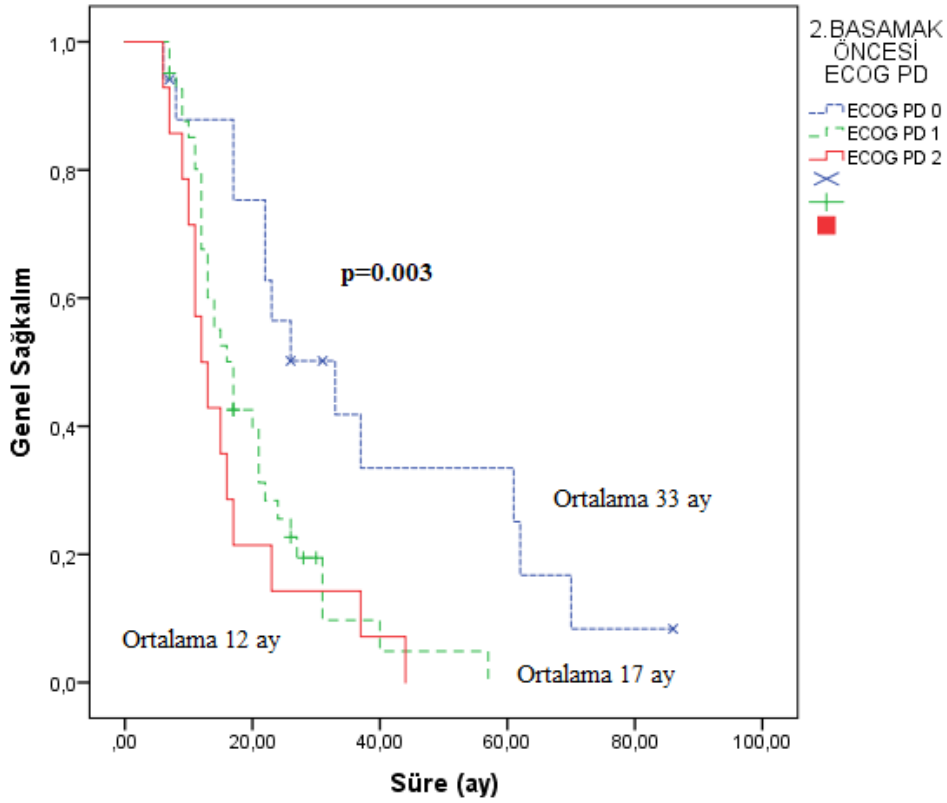 2.BASAMAK
ÖNCESİ
ECOG PD
ECOG PD 0
ECOG PD 1
ECOG PD 2
1,0
0,8
0,6
0,4
0,2
0,0
Genel Sağkalım
p=0.003
Ortalama 33 ay
Ortalama 12 ay
Ortalama 17 ay
,00 20,00 40,00 60,00 80,00 100,00
Süre (ay)